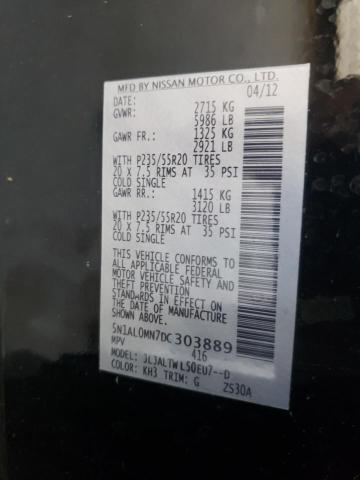 MFD BY NISSAN MOTOR CO., LTD.
DATE: 04/12
GVWR: 2715 KG
5986 LB
GAWR FR.: 1325 KG
2921 LB
WITH P235/55R20 TIRES
20 x 7.5 RIMS AT 35 PSI
COLD SINGLE
GAWR RR.: 1415 KG
3120 LB
WITH P235/55R20 TIRES
20 x 7.5 RIMS AT 35 PSI
COLD SINGLE
THIS VEHICLE CONFORMS TO
ALL APPLICABLE FEDERAL
MOTOR VEHICLE SAFETY AND
THEFT PREVENTION
STANDARDS IN EFFECT ON
THE DATE OF MANUFACTURE
SHOWN ABOVE.
5N1AL0MN7DC303889
MPV 416
MODEL: JL3ALTWL50EU7--D
COLOR: KH3 TRIM: G ZS30A